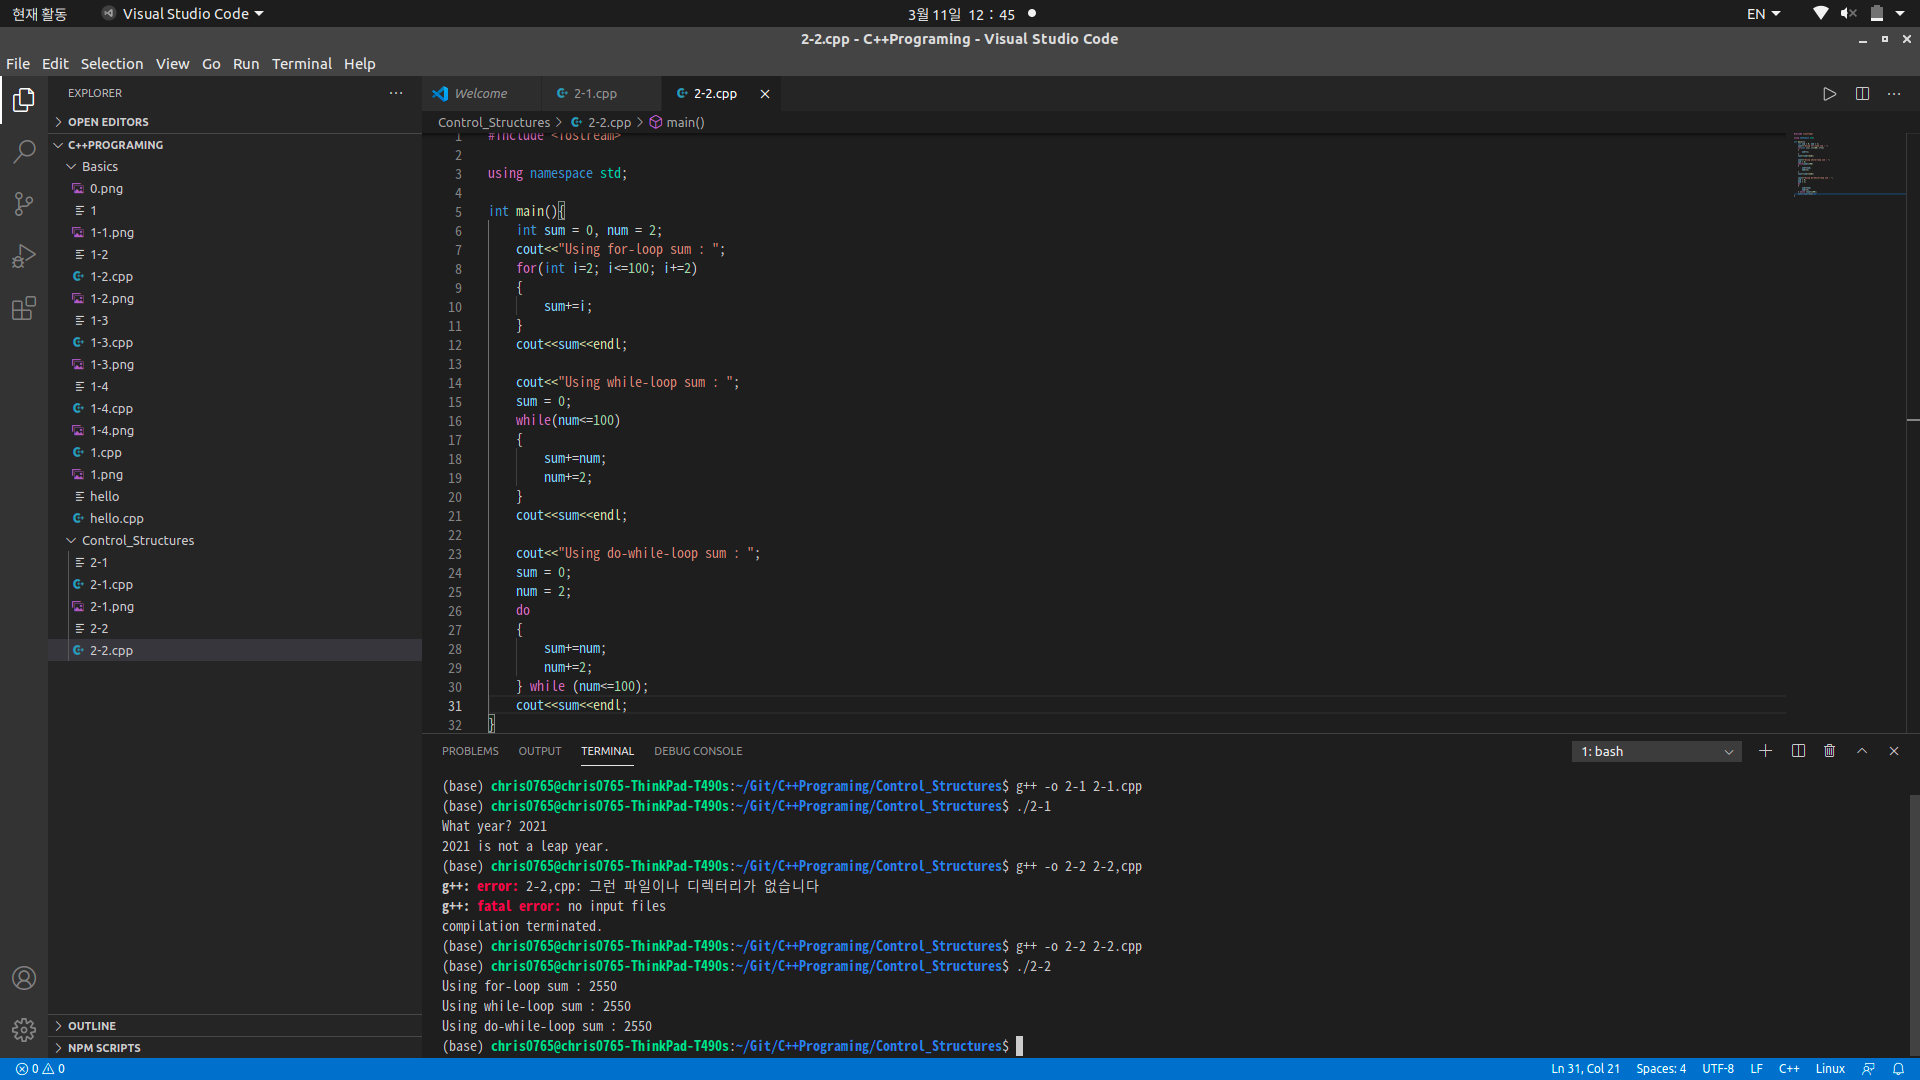 현재 활동 Visual Studio Code 3월 11일 12 : 45 EN
2-2.cpp - C++Programing - Visual Studio Code
File Edit Selection View Go Run Terminal Help
EXPLORER ···
OPEN EDITORS
C++PROGRAMING
Basics
0.png
1
1-1.png
1-2
1-2.cpp
1-2.png
1-3
1-3.cpp
1-3.png
1-4
1-4.cpp
1-4.png
1.cpp
1.png
hello
hello.cpp
Control_Structures
2-1
2-1.cpp
2-1.png
2-2
2-2.cpp
OUTLINE
NPM SCRIPTS
Welcome 2-1.cpp 2-2.cpp
Control_Structures > 2-2.cpp > main()
1 #include <iostream>
2
3 using namespace std;
4
5 int main(){
6 int sum = 0, num = 2;
7 cout<<"Using for-loop sum : ";
8 for(int i=2; i<=100; i+=2)
9 {
10 sum+=i;
11 }
12 cout<<sum<<endl;
13
14 cout<<"Using while-loop sum : ";
15 sum = 0;
16 while(num<=100)
17 {
18 sum+=num;
19 num+=2;
20 }
21 cout<<sum<<endl;
22
23 cout<<"Using do-while-loop sum : ";
24 sum = 0;
25 num = 2;
26 do
27 {
28 sum+=num;
29 num+=2;
30 } while (num<=100);
31 cout<<sum<<endl;
32 }
PROBLEMS OUTPUT TERMINAL DEBUG CONSOLE 1: bash
(base) chris0765@chris0765-ThinkPad-T490s:~/Git/C++Programing/Control_Structures$ g++ -o 2-1 2-1.cpp
(base) chris0765@chris0765-ThinkPad-T490s:~/Git/C++Programing/Control_Structures$ ./2-1
What year? 2021
2021 is not a leap year.
(base) chris0765@chris0765-ThinkPad-T490s:~/Git/C++Programing/Control_Structures$ g++ -o 2-2 2-2,cpp
g++: error: 2-2,cpp: 그런 파일이나 디렉터리가 없습니다
g++: fatal error: no input files
compilation terminated.
(base) chris0765@chris0765-ThinkPad-T490s:~/Git/C++Programing/Control_Structures$ g++ -o 2-2 2-2.cpp
(base) chris0765@chris0765-ThinkPad-T490s:~/Git/C++Programing/Control_Structures$ ./2-2
Using for-loop sum : 2550
Using while-loop sum : 2550
Using do-while-loop sum : 2550
(base) chris0765@chris0765-ThinkPad-T490s:~/Git/C++Programing/Control_Structures$
0 0 Ln 31, Col 21 Spaces: 4 UTF-8 LF C++ Linux